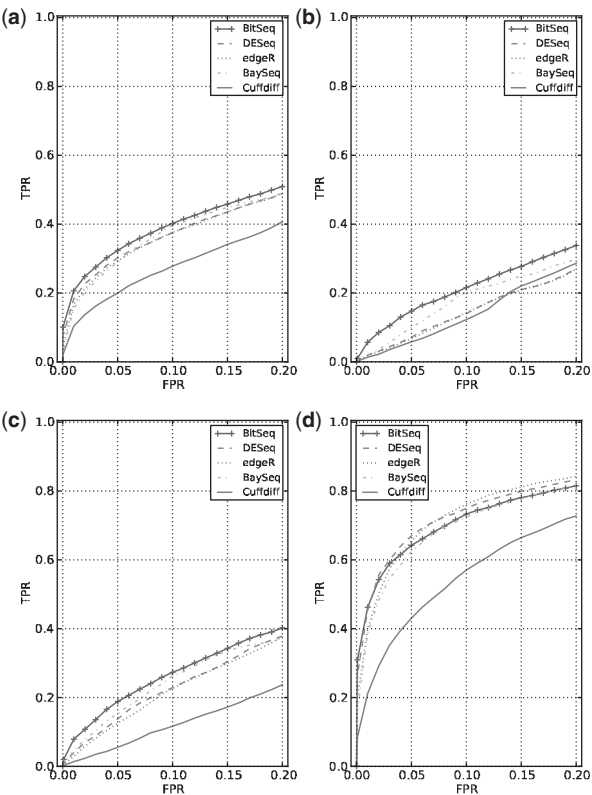 (a)
1.0
0.8
0.6
0.4
0.2
0.0
TPR
BitSeq
DESeq
edgeR
BaySeq
Cuffdiff
0.00 0.05 0.10 0.15 0.20
FPR
(b)
1.0
0.8
0.6
0.4
0.2
0.0
TPR
BitSeq
DESeq
edgeR
BaySeq
Cuffdiff
0.00 0.05 0.10 0.15 0.20
FPR
(c)
1.0
0.8
0.6
0.4
0.2
0.0
TPR
BitSeq
DESeq
edgeR
BaySeq
Cuffdiff
0.00 0.05 0.10 0.15 0.20
FPR
(d)
1.0
0.8
0.6
0.4
0.2
0.0
TPR
BitSeq
DESeq
edgeR
BaySeq
Cuffdiff
0.00 0.05 0.10 0.15 0.20
FPR